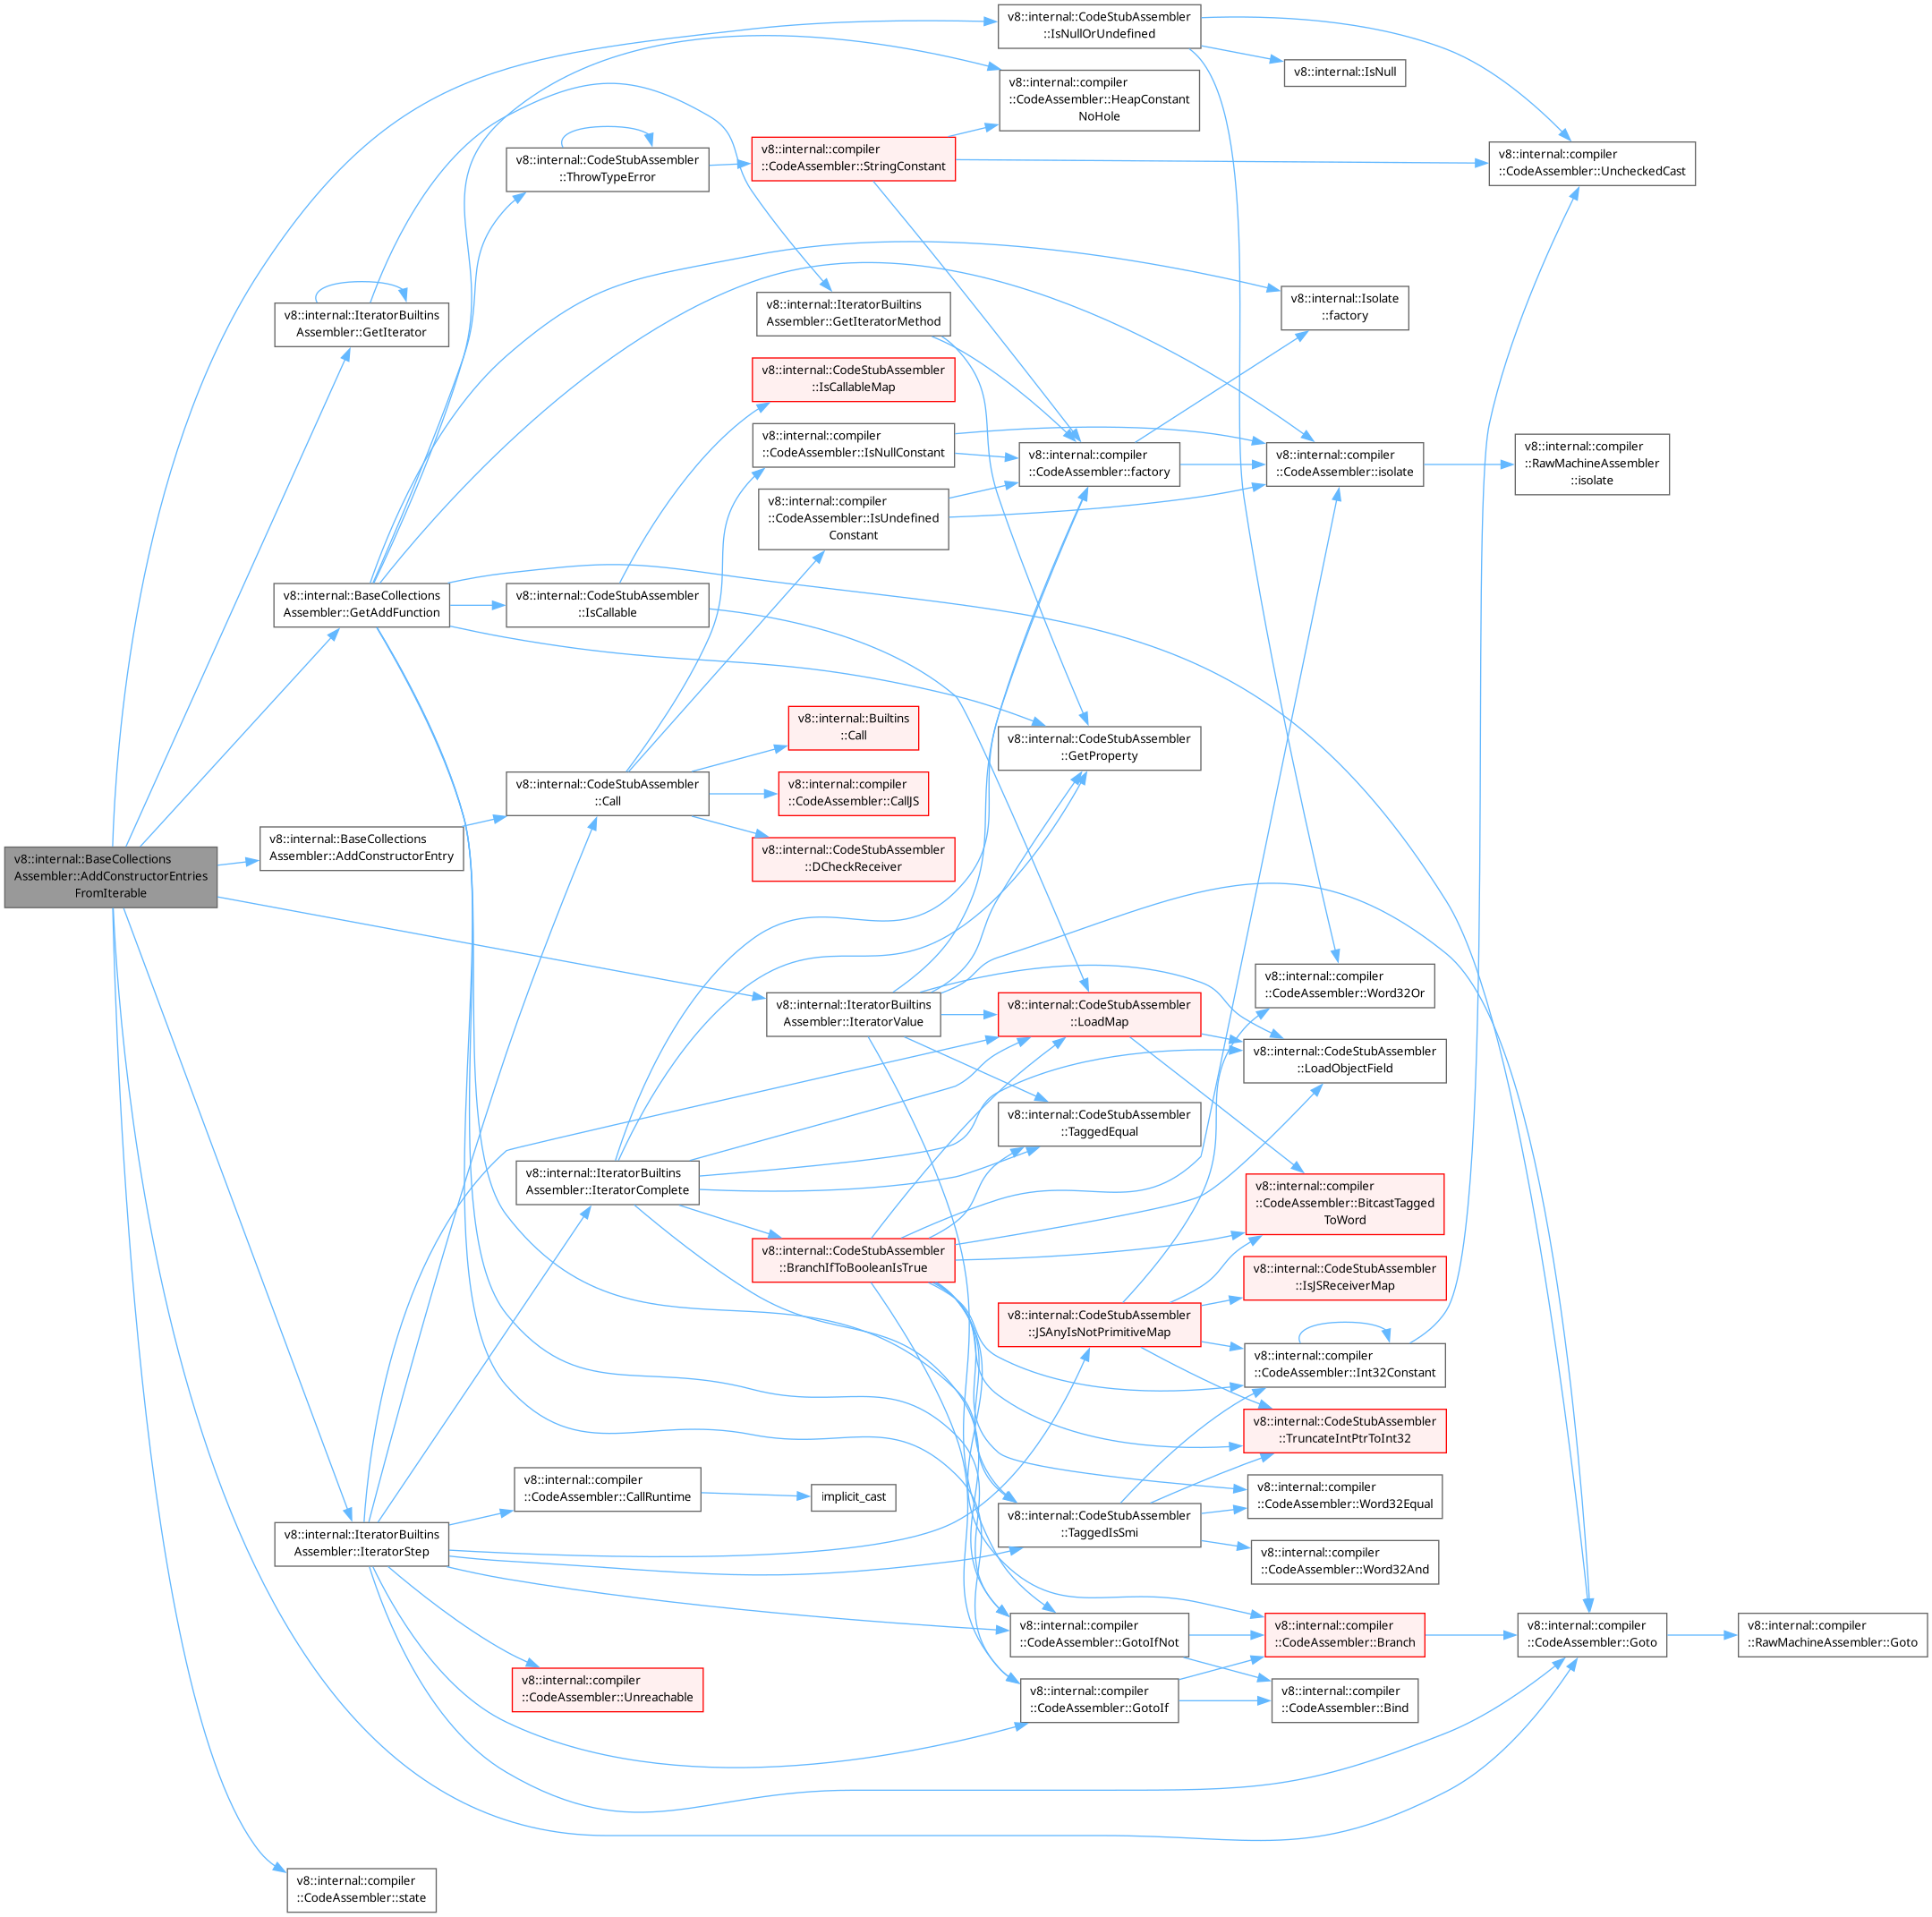 v8::internal::CodeStubAssembler
::IsNullOrUndefined
v8::internal::IsNull
v8::internal::compiler
::CodeAssembler::HeapConstant
NoHole
v8::internal::CodeStubAssembler
::ThrowTypeError
v8::internal::compiler
::CodeAssembler::StringConstant
v8::internal::compiler
::CodeAssembler::UncheckedCast
v8::internal::IteratorBuiltins
Assembler::GetIterator
v8::internal::IteratorBuiltins
Assembler::GetIteratorMethod
v8::internal::Isolate
::factory
v8::internal::CodeStubAssembler
::IsCallableMap
v8::internal::compiler
::CodeAssembler::IsNullConstant
v8::internal::compiler
::CodeAssembler::factory
v8::internal::compiler
::CodeAssembler::isolate
v8::internal::compiler
::RawMachineAssembler
::isolate
v8::internal::compiler
::CodeAssembler::IsUndefined
Constant
v8::internal::BaseCollections
Assembler::GetAddFunction
v8::internal::CodeStubAssembler
::IsCallable
v8::internal::Builtins
::Call
v8::internal::CodeStubAssembler
::GetProperty
v8::internal::CodeStubAssembler
::Call
v8::internal::compiler
::CodeAssembler::CallJS
v8::internal::BaseCollections
Assembler::AddConstructorEntry
v8::internal::CodeStubAssembler
::DCheckReceiver
v8::internal::BaseCollections
Assembler::AddConstructorEntries
FromIterable
v8::internal::IteratorBuiltins
Assembler::IteratorValue
v8::internal::CodeStubAssembler
::LoadMap
v8::internal::compiler
::CodeAssembler::Word32Or
v8::internal::CodeStubAssembler
::LoadObjectField
v8::internal::CodeStubAssembler
::TaggedEqual
v8::internal::IteratorBuiltins
Assembler::IteratorComplete
v8::internal::compiler
::CodeAssembler::BitcastTagged
ToWord
v8::internal::CodeStubAssembler
::BranchIfToBooleanIsTrue
v8::internal::CodeStubAssembler
::IsJSReceiverMap
v8::internal::CodeStubAssembler
::JSAnyIsNotPrimitiveMap
v8::internal::compiler
::CodeAssembler::Int32Constant
v8::internal::CodeStubAssembler
::TruncateIntPtrToInt32
v8::internal::compiler
::CodeAssembler::CallRuntime
implicit_cast
v8::internal::compiler
::CodeAssembler::Word32Equal
v8::internal::IteratorBuiltins
Assembler::IteratorStep
v8::internal::CodeStubAssembler
::TaggedIsSmi
v8::internal::compiler
::CodeAssembler::Word32And
v8::internal::compiler
::CodeAssembler::GotoIfNot
v8::internal::compiler
::CodeAssembler::Branch
v8::internal::compiler
::CodeAssembler::Goto
v8::internal::compiler
::RawMachineAssembler::Goto
v8::internal::compiler
::CodeAssembler::Unreachable
v8::internal::compiler
::CodeAssembler::GotoIf
v8::internal::compiler
::CodeAssembler::Bind
v8::internal::compiler
::CodeAssembler::state